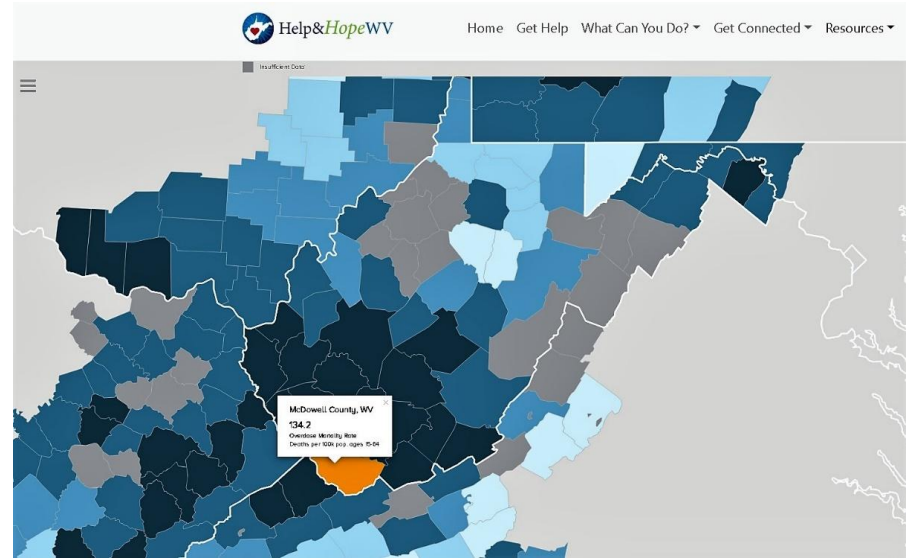 Help&HopeWV
Home Get Help What Can You Do? Get Connected Resources
Insufficient Data
McDowell County, WV
134.2
Overdose Mortality Rate
Deaths per 100k pop. ages 15-64